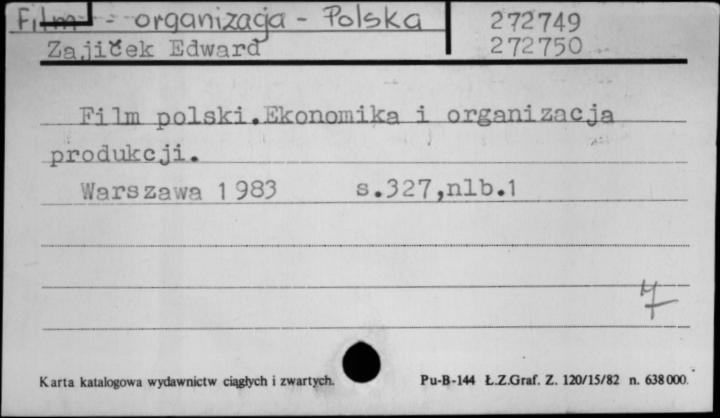 Film - organizacja - Polska
272749
Zajiček Edward
272750
Film polski.Ekonomika i organizacja
produkcji.
Warszawa 1983 s.327,nlb.1
Karta katalogowa wydawnictw ciągłych i zwartych.
Pu-B-144 Ł.Z.Graf. Z. 120/15/82 n. 638000.